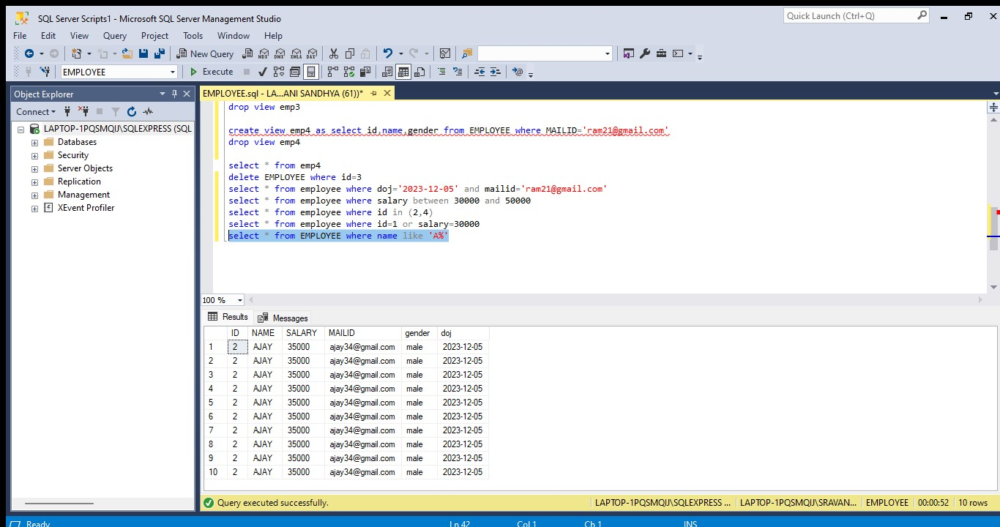 SQL Server Scripts1 - Microsoft SQL Server Management Studio
Quick Launch (Ctrl+Q)
File Edit View Query Project Tools Window Help
New Query MDX DMX XMLA DAX
EMPLOYEE Execute
Object Explorer
EMPLOYEE.sql - LA...ANI SANDHYA (61))*
Connect
LAPTOP-1PQSMQIJ\SQLEXPRESS (SQL
Databases
Security
Server Objects
Replication
Management
XEvent Profiler
drop view emp3
create view emp4 as select id,name,gender from EMPLOYEE where MAILID='ram21@gmail.com'
drop view emp4
select * from emp4
delete EMPLOYEE where id=3
select * from employee where doj='2023-12-05' and mailid='ram21@gmail.com'
select * from employee where salary between 30000 and 50000
select * from employee where id in (2,4)
select * from employee where id=1 or salary=30000
select * from EMPLOYEE where name like 'A%'
100 %
Results Messages
ID NAME SALARY MAILID gender doj
1 2 AJAY 35000 ajay34@gmail.com male 2023-12-05
2 2 AJAY 35000 ajay34@gmail.com male 2023-12-05
3 2 AJAY 35000 ajay34@gmail.com male 2023-12-05
4 2 AJAY 35000 ajay34@gmail.com male 2023-12-05
5 2 AJAY 35000 ajay34@gmail.com male 2023-12-05
6 2 AJAY 35000 ajay34@gmail.com male 2023-12-05
7 2 AJAY 35000 ajay34@gmail.com male 2023-12-05
8 2 AJAY 35000 ajay34@gmail.com male 2023-12-05
9 2 AJAY 35000 ajay34@gmail.com male 2023-12-05
10 2 AJAY 35000 ajay34@gmail.com male 2023-12-05
Query executed successfully. LAPTOP-1PQSMQIJ\SQLEXPRESS ... LAPTOP-1PQSMQIJ\SRAVAN... EMPLOYEE 00:00:52 10 rows
Ready Ln 42 Col 1 Ch 1 INS